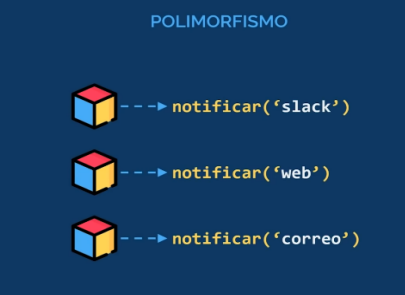 POLIMORFISMO
notificar(‘slack’)
notificar(‘web’)
notificar(‘correo’)